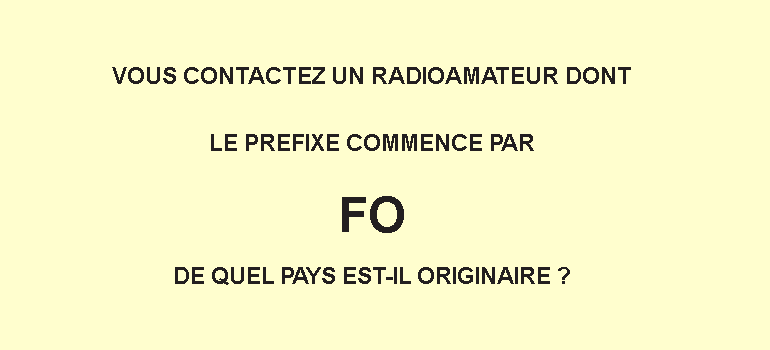 VOUS CONTACTEZ UN RADIOAMATEUR DONT
LE PREFIXE COMMENCE PAR
FO
DE QUEL PAYS EST-IL ORIGINAIRE ?